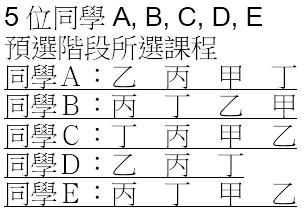 5 位同學 A, B, C, D, E
預選階段所選課程
同學A：乙 丙 甲 丁
同學B：丙 丁 乙 甲
同學C：丁 丙 甲 乙
同學D：乙 丙 丁
同學E：丙 丁 甲 乙